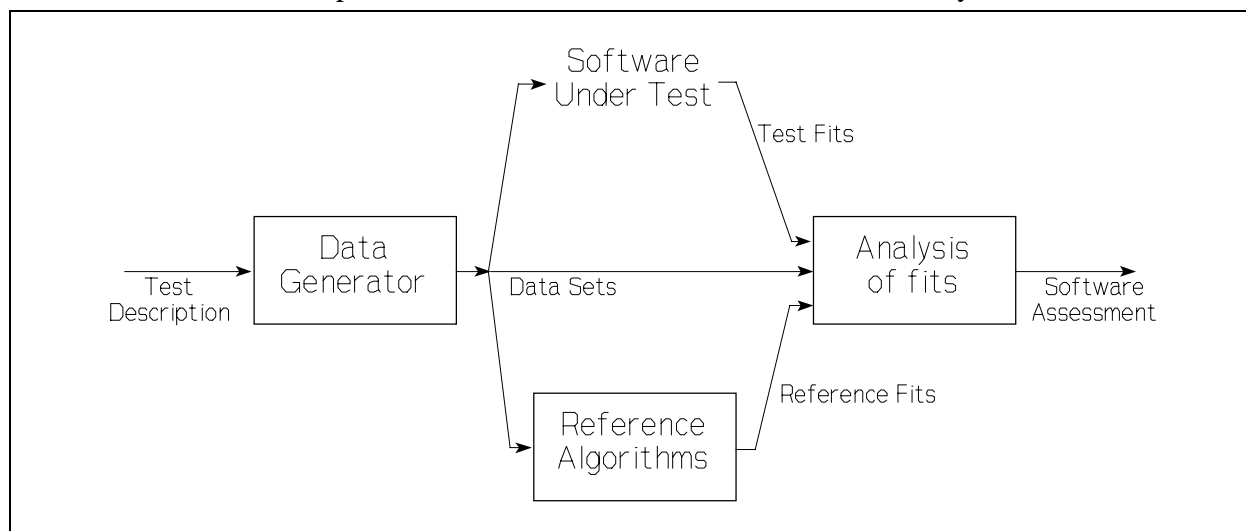 Software
Under Test
Test Fits
Data
Generator
Analysis
of fits
Test
Description
Data Sets
Software
Assessment
Reference Fits
Reference
Algorithms